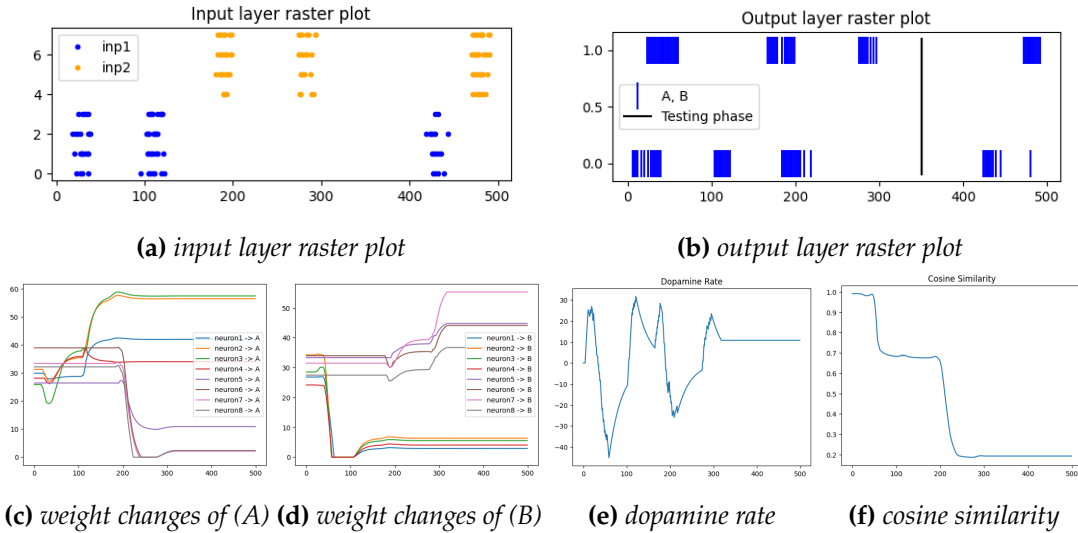 Input layer raster plot
6
4
2
0
inp1
inp2
0 100 200 300 400 500
(a) input layer raster plot
Output layer raster plot
1.0
0.5
0.0
A, B
Testing phase
0 100 200 300 400 500
(b) output layer raster plot
60
50
40
30
20
10
0
neuron1 -> A
neuron2 -> A
neuron3 -> A
neuron4 -> A
neuron5 -> A
neuron6 -> A
neuron7 -> A
neuron8 -> A
0 100 200 300 400 500
(c) weight changes of (A)
50
40
30
20
10
0
neuron1 -> B
neuron2 -> B
neuron3 -> B
neuron4 -> B
neuron5 -> B
neuron6 -> B
neuron7 -> B
neuron8 -> B
0 100 200 300 400 500
(d) weight changes of (B)
Dopamine Rate
30
20
10
0
−10
−20
−30
−40
0 100 200 300 400 500
(e) dopamine rate
Cosine Similarity
1.0
0.9
0.8
0.7
0.6
0.5
0.4
0.3
0.2
0 100 200 300 400 500
(f) cosine similarity